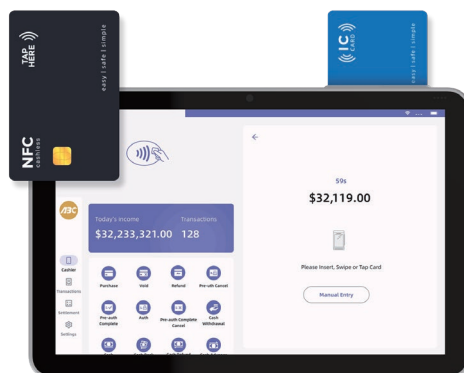 TAP
HERE
easy | safe | simple
NFC
cashless
IC
CARD
easy | safe | simple
ABC
Today's income
Transactions
$32,233,321.00
128
Cashier
Transactions
Settlement
Settings
Purchase
Void
Refund
Pre-uth Cancel
Pre-auth
Complete
Auth
Pre-auth Complete
Cancel
Cash
Withdrawal
59s
$32,119.00
Please Insert, Swipe or Tap Card
Manual Entry